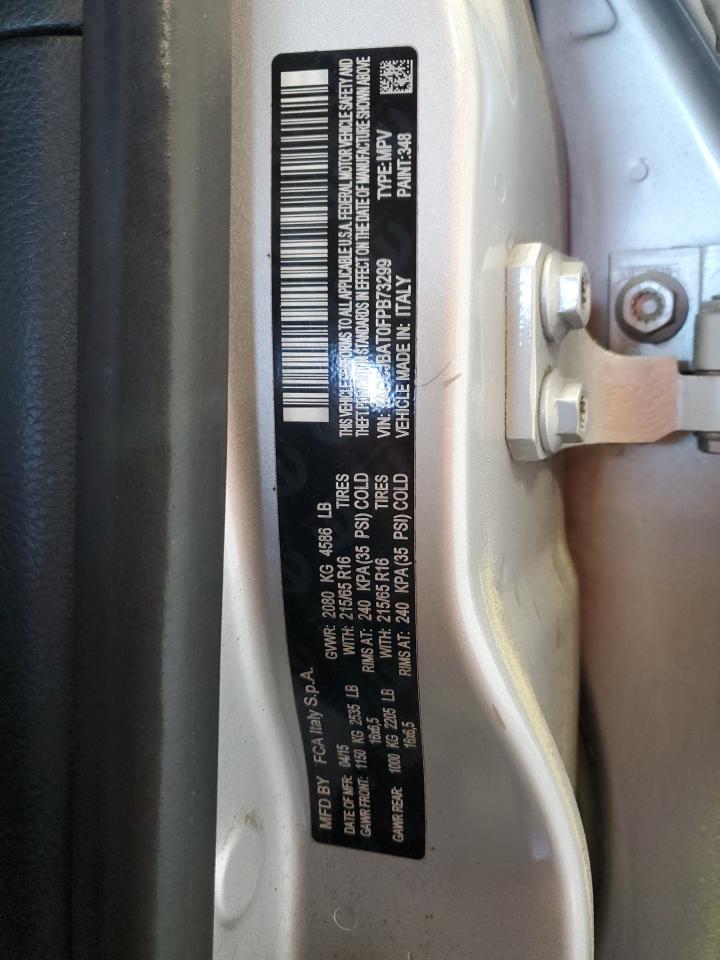 MFD BY FCA Italy S.p.A.
DATE OF MFR: 04/15 GVWR: 2080 KG 4586 LB
GAWR FRONT: 1150 KG 2535 LB WITH: 215/65 R16 TIRES
16x6,5 RIMS AT: 240 KPA(35 PSI) COLD
GAWR REAR: 1000 KG 2205 LB WITH: 215/65 R16 TIRES
16x6,5 RIMS AT: 240 KPA(35 PSI) COLD
THIS VEHICLE CONFORMS TO ALL APPLICABLE U.S.A. FEDERAL MOTOR VEHICLE SAFETY AND
THEFT PREVENTION STANDARDS IN EFFECT ON THE DATE OF MANUFACTURE SHOWN ABOVE
VIN: BAT0FPB73299 TYPE: MPV
VEHICLE MADE IN: ITALY PAINT: 348